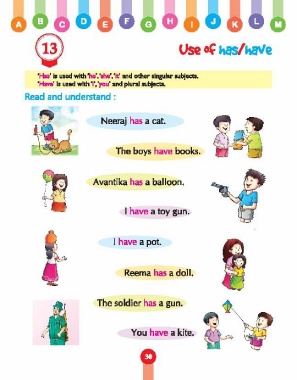 A B C D E F G H I J K L M
13
Use of has/have
'Has' is used with 'he', 'she', 'it' and other singular subjects.
'Have' is used with 'I', 'you' and plural subjects.
Read and understand :
Neeraj has a cat.
The boys have books.
Avantika has a balloon.
I have a toy gun.
I have a pot.
Reema has a doll.
The soldier has a gun.
You have a kite.
30